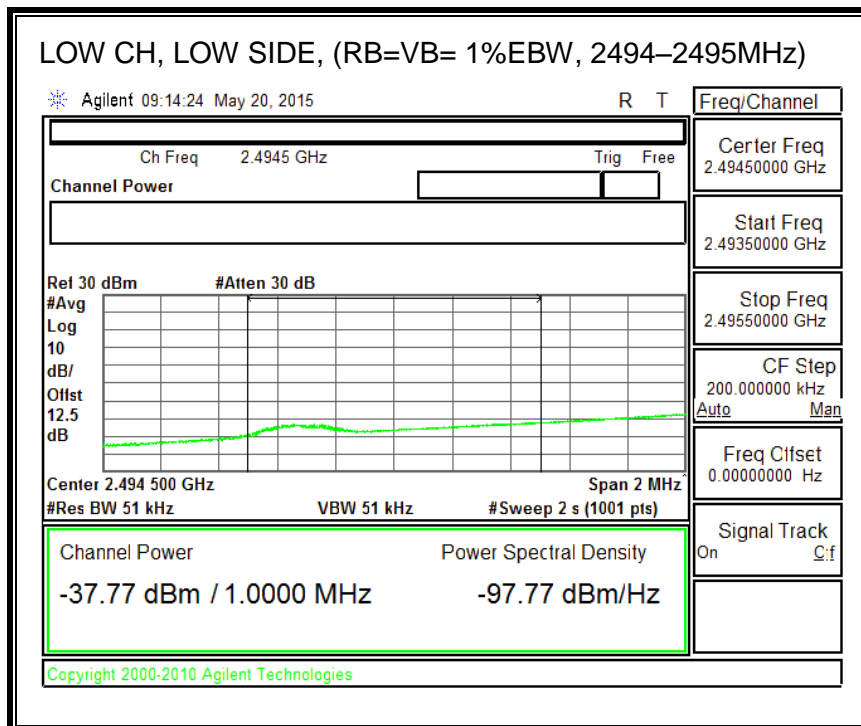 LOW CH, LOW SIDE, (RB=VB= 1%EBW, 2494–2495MHz)
Agilent 09:14:24 May 20, 2015 R T
Ch Freq 2.4945 GHz Trig Free
Channel Power
Ref 30 dBm #Atten 30 dB
#Avg
Log
10
dB/
Offst
12.5
dB
Center 2.494 500 GHz Span 2 MHz
#Res BW 51 kHz VBW 51 kHz #Sweep 2 s (1001 pts)
Channel Power Power Spectral Density
-37.77 dBm / 1.0000 MHz -97.77 dBm/Hz
Copyright 2000-2010 Agilent Technologies
Freq/Channel
Center Freq
2.49450000 GHz
Start Freq
2.49350000 GHz
Stop Freq
2.49550000 GHz
CF Step
200.000000 kHz
Auto Man
Freq Offset
0.00000000 Hz
Signal Track
On Off